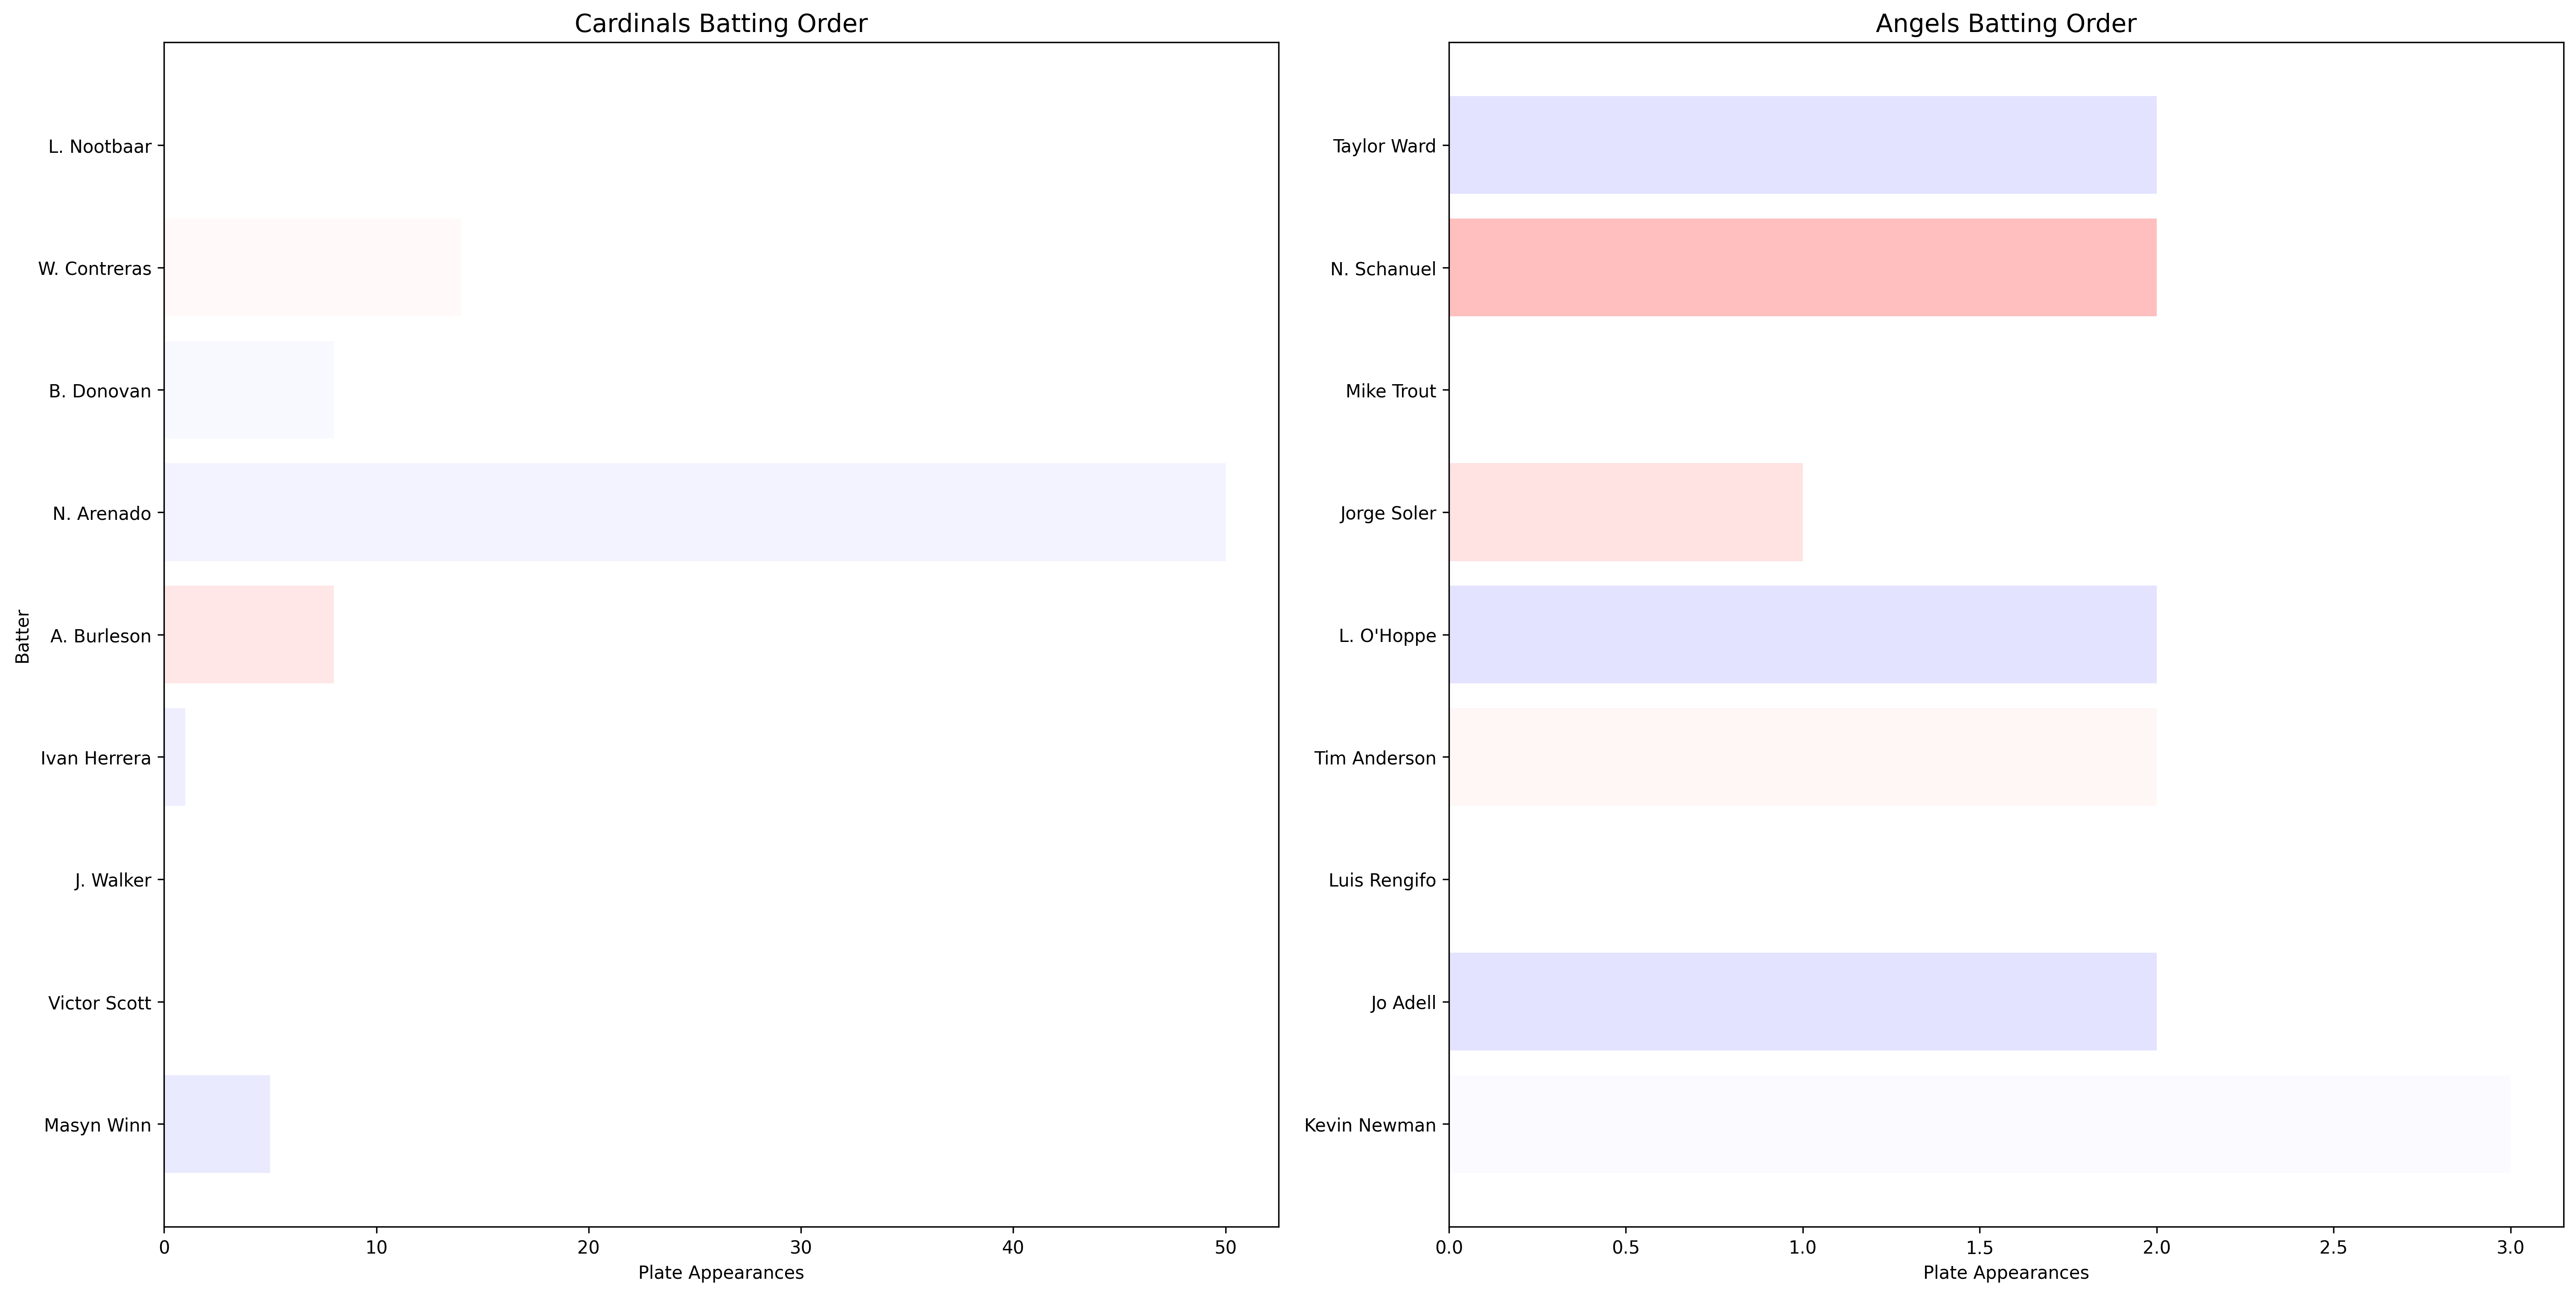 Cardinals Batting Order
Batter
L. Nootbaar
W. Contreras
B. Donovan
N. Arenado
A. Burleson
Ivan Herrera
J. Walker
Victor Scott
Masyn Winn
0 10 20 30 40 50
Plate Appearances
Angels Batting Order
Taylor Ward
N. Schanuel
Mike Trout
Jorge Soler
L. O'Hoppe
Tim Anderson
Luis Rengifo
Jo Adell
Kevin Newman
0.0 0.5 1.0 1.5 2.0 2.5 3.0
Plate Appearances